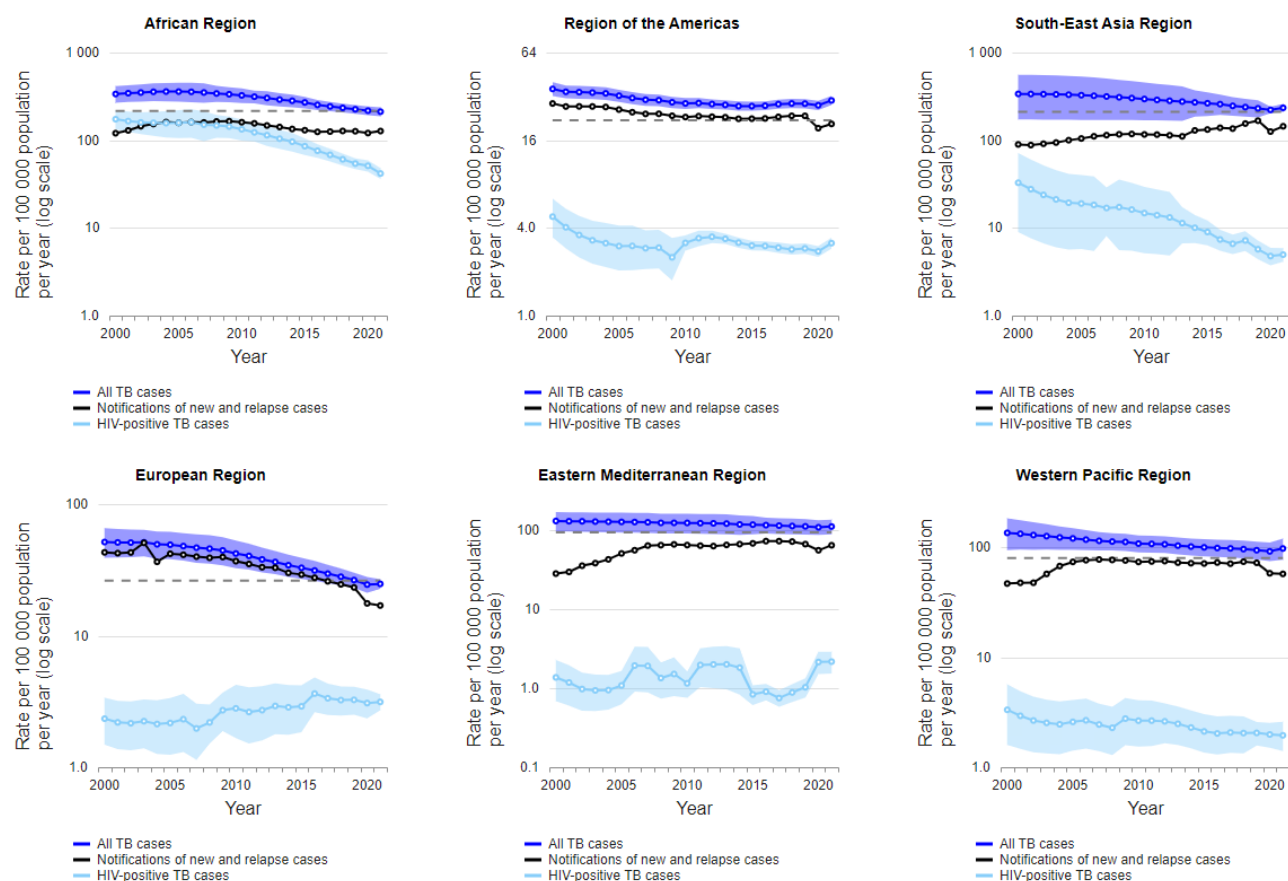 African Region
Rate per 100 000 population
per year (log scale)
1 000
100
10
1.0
2000
2005
2010
2015
2020
Year
All TB cases
Notifications of new and relapse cases
HIV-positive TB cases
Region of the Americas
Rate per 100 000 population
per year (log scale)
64
16
4.0
1.0
2000
2005
2010
2015
2020
Year
All TB cases
Notifications of new and relapse cases
HIV-positive TB cases
South-East Asia Region
Rate per 100 000 population
per year (log scale)
1 000
100
10
1.0
2000
2005
2010
2015
2020
Year
All TB cases
Notifications of new and relapse cases
HIV-positive TB cases
European Region
Rate per 100 000 population
per year (log scale)
100
10
1.0
2000
2005
2010
2015
2020
Year
All TB cases
Notifications of new and relapse cases
HIV-positive TB cases
Eastern Mediterranean Region
Rate per 100 000 population
per year (log scale)
100
10
1.0
0.1
2000
2005
2010
2015
2020
Year
All TB cases
Notifications of new and relapse cases
HIV-positive TB cases
Western Pacific Region
Rate per 100 000 population
per year (log scale)
100
10
1.0
2000
2005
2010
2015
2020
Year
All TB cases
Notifications of new and relapse cases
HIV-positive TB cases